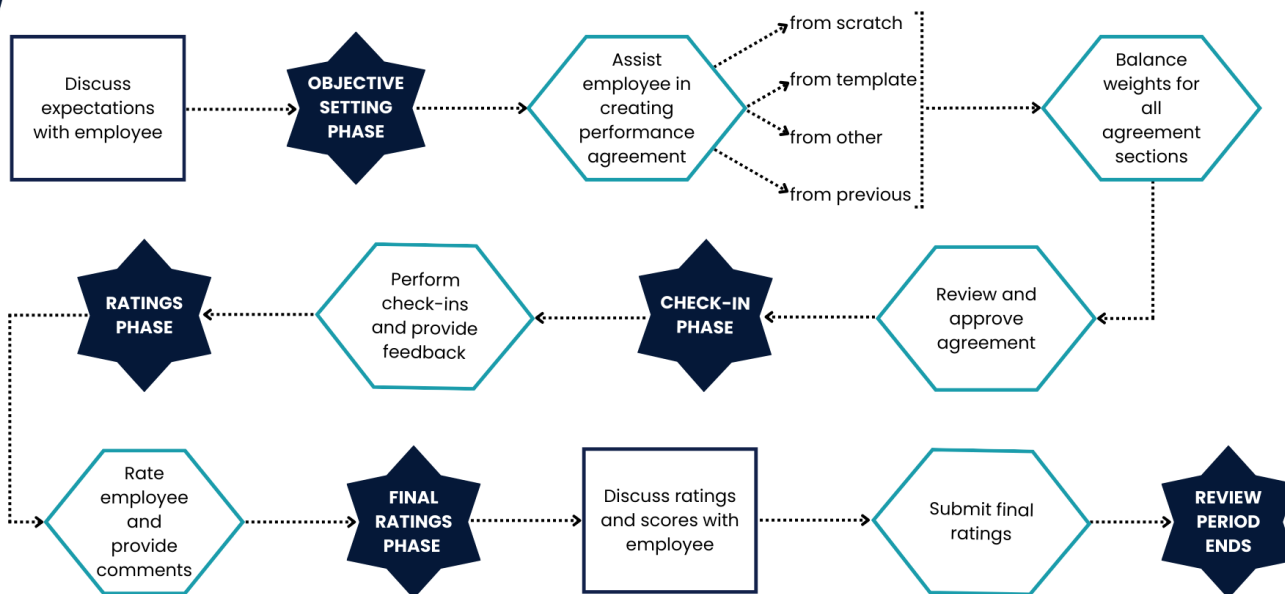 Discuss
expectations
with employee
OBJECTIVE
SETTING
PHASE
Assist
employee in
creating
performance
agreement
from scratch
from template
from other
from previous
Balance
weights for
all
agreement
sections
Review and
approve
agreement
CHECK-IN
PHASE
Perform
check-ins
and provide
feedback
RATINGS
PHASE
Rate
employee
and
provide
comments
FINAL
RATINGS
PHASE
Discuss ratings
and scores with
employee
Submit final
ratings
REVIEW
PERIOD
ENDS